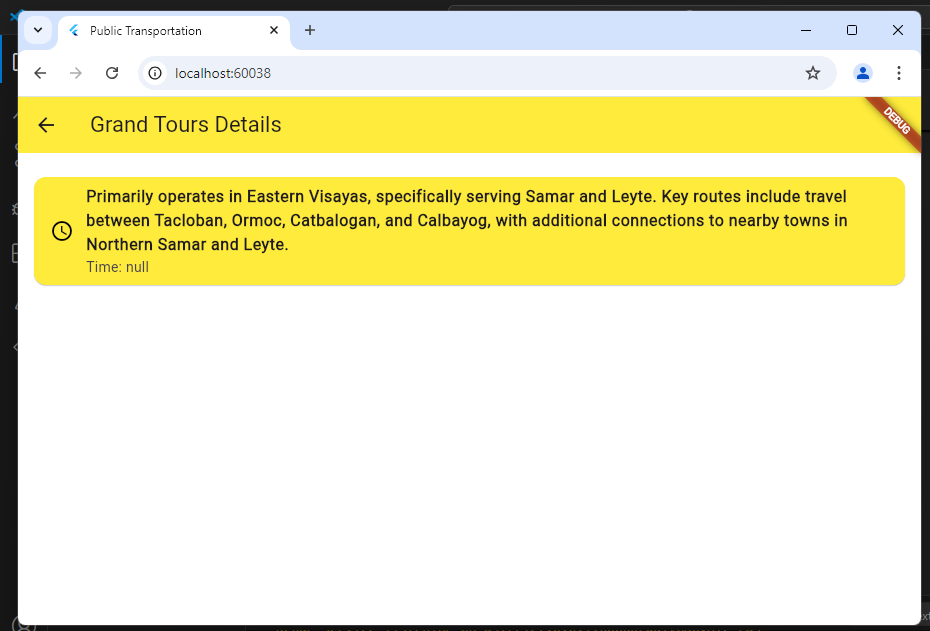 Public Transportation
localhost:60038
Grand Tours Details
DEBUG
Primarily operates in Eastern Visayas, specifically serving Samar and Leyte. Key routes include travel
between Tacloban, Ormoc, Catbalogan, and Calbayog, with additional connections to nearby towns in
Northern Samar and Leyte.
Time: null